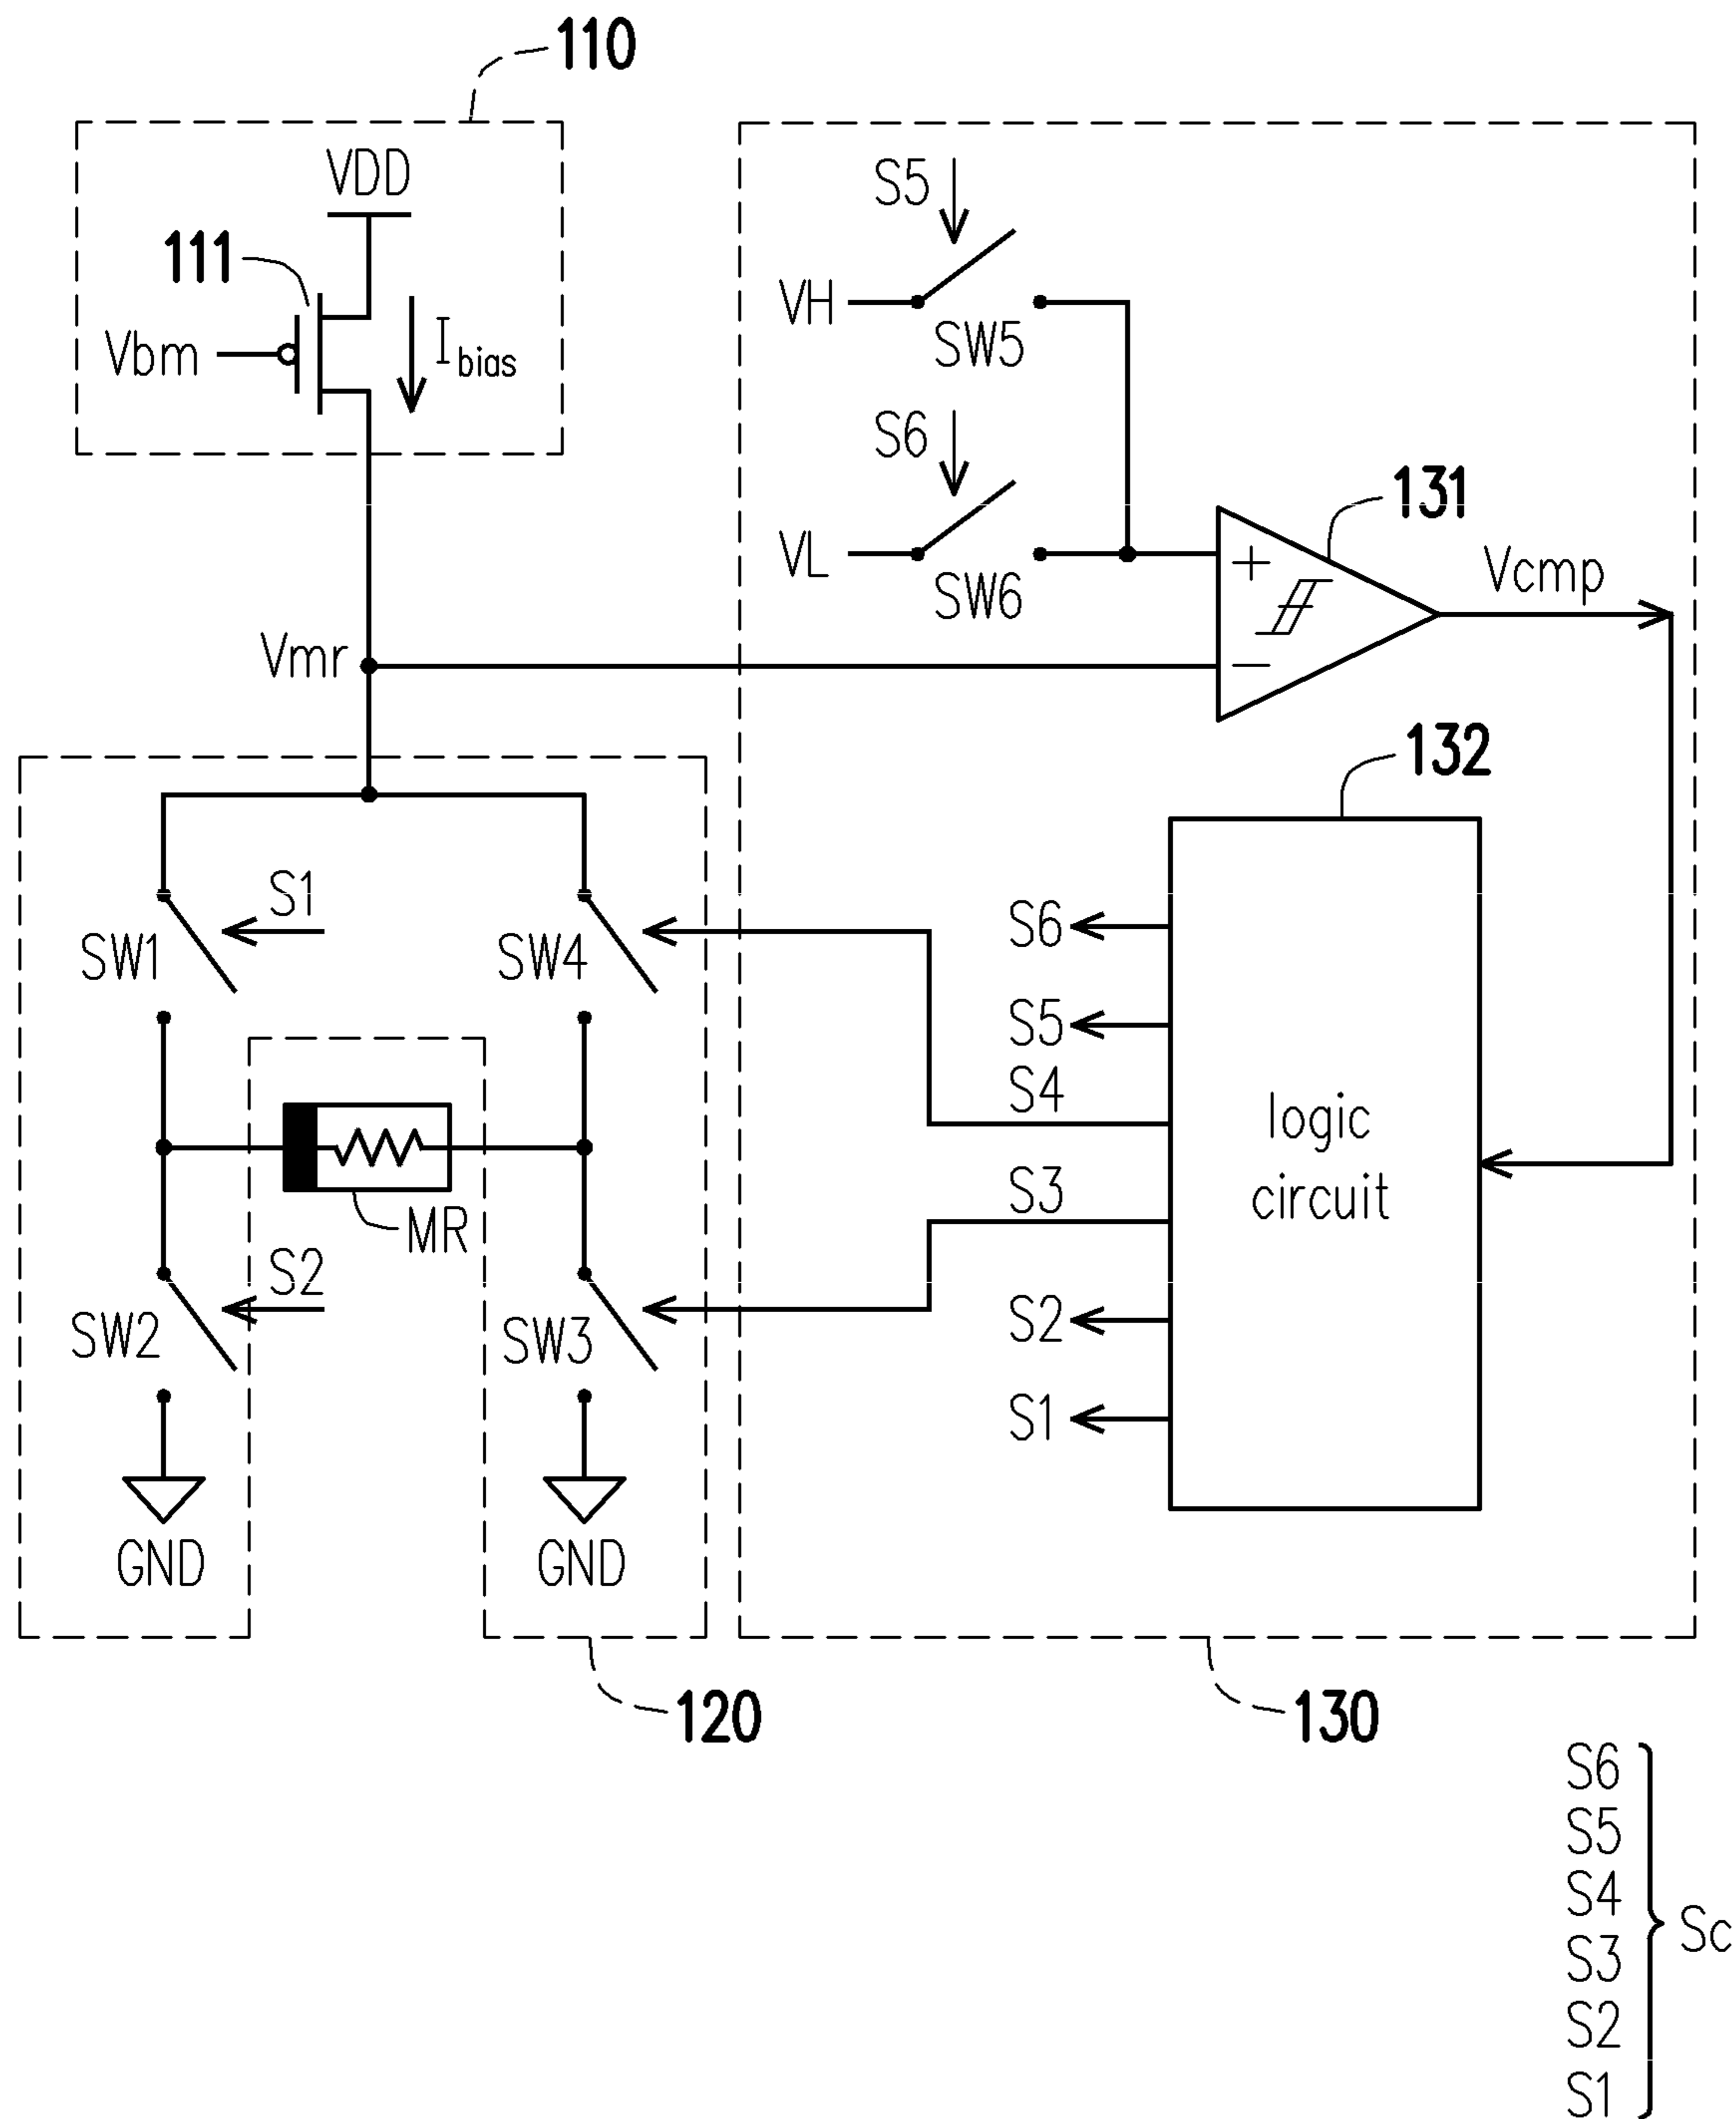 110
VDD
111
Vbm
Ibias
S5
VH
SW5
S6
VL
SW6
131
+
−
Vcmp
Vmr
132
S1
SW1
SW4
MR
S2
SW2
SW3
GND
GND
S6
S5
S4
S3
S2
S1
logic
circuit
120
130
S6
S5
S4
S3
S2
S1
Sc